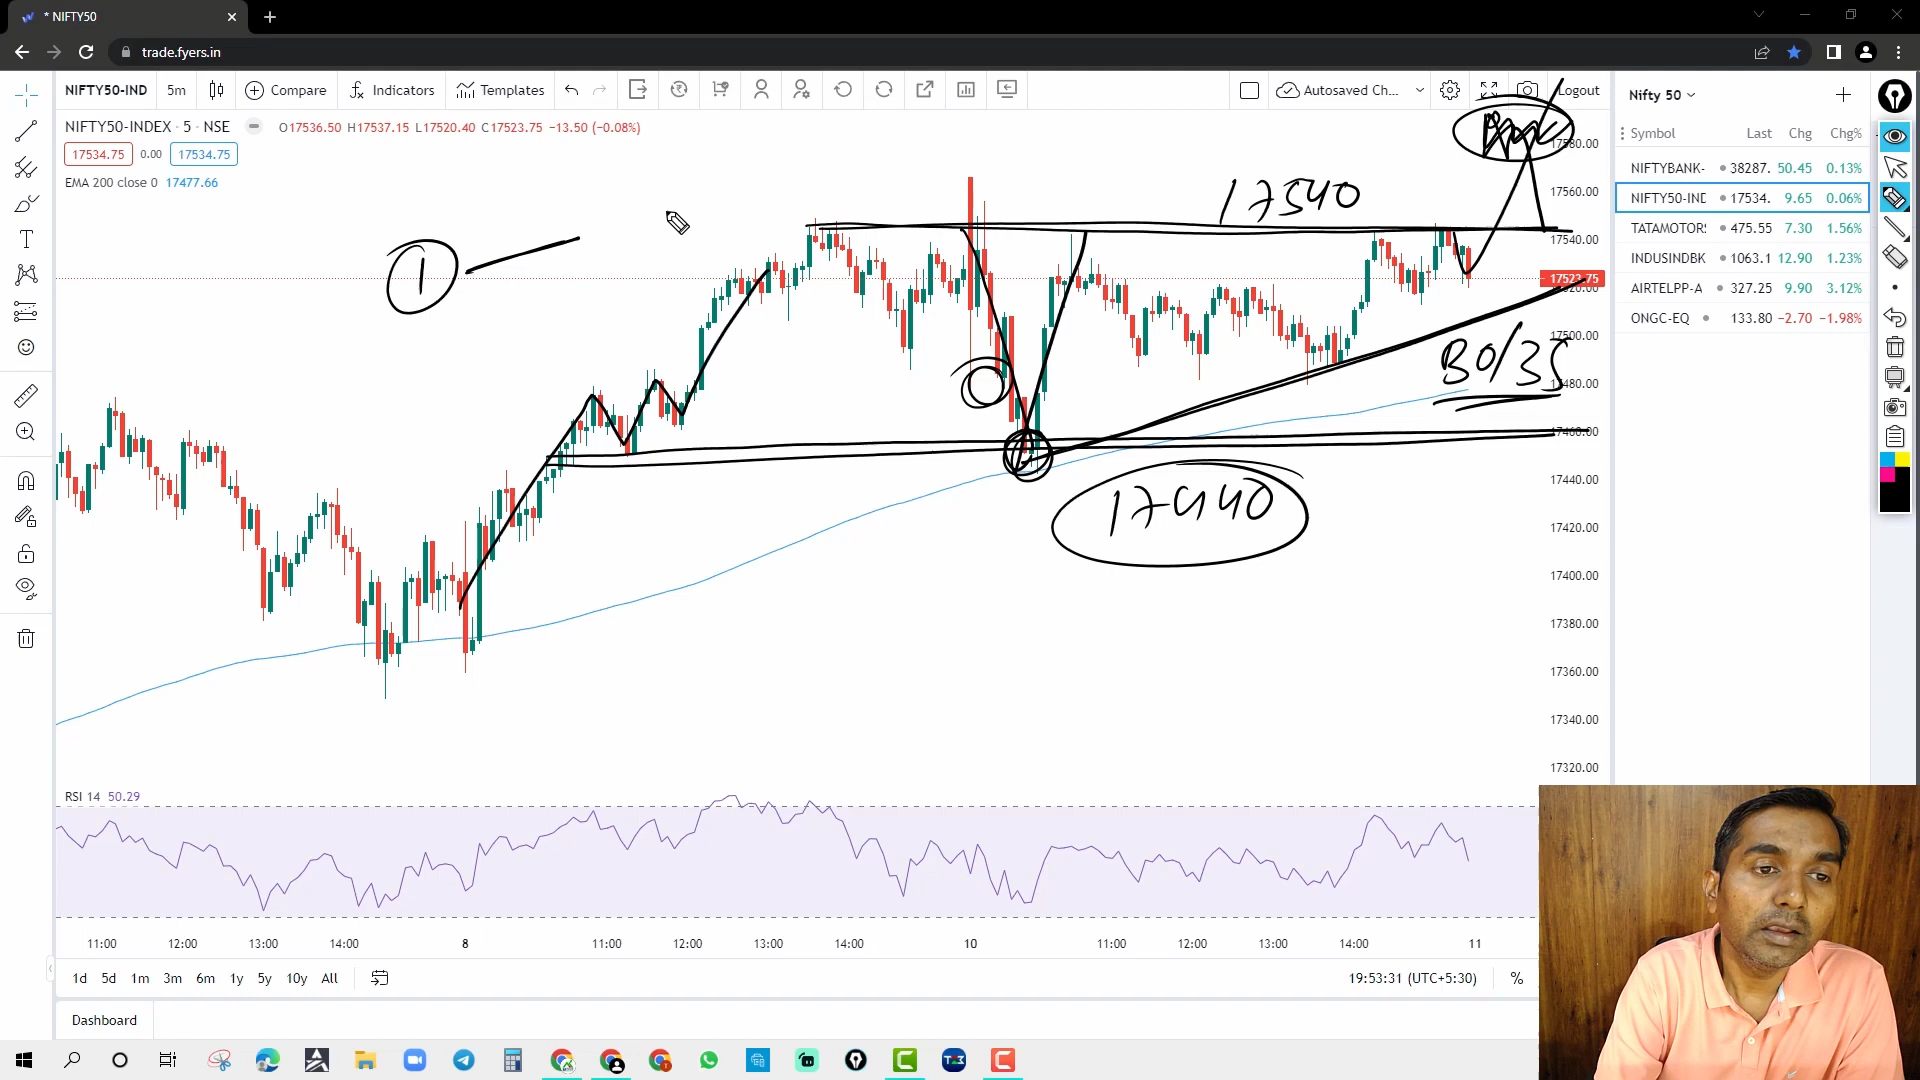 * NIFTY50
trade.fyers.in
NIFTY50-IND 5m Compare Indicators Templates Autosaved Ch... Logout
NIFTY50-INDEX · 5 · NSE O17536.50 H17537.15 L17520.40 C17523.75 −13.50 (−0.08%)
17534.75 0.00 17534.75
EMA 200 close 0 17477.66
17540
1
30/35
17440
17580.00
17560.00
17540.00
17523.75
17520.00
17500.00
17480.00
17460.00
17440.00
17420.00
17400.00
17380.00
17360.00
17340.00
17320.00
RSI 14 50.29
11:00 12:00 13:00 14:00 8 11:00 12:00 13:00 14:00 10 11:00 12:00 13:00 14:00 11
1d 5d 1m 3m 6m 1y 5y 10y All 19:53:31 (UTC+5:30) %
Dashboard
Nifty 50
Symbol Last Chg Chg%
NIFTYBANK- 38287. 50.45 0.13%
NIFTY50-IND 17534. 9.65 0.06%
TATAMOTORS 475.55 7.30 1.56%
INDUSINDBK 1063.1 12.90 1.23%
AIRTELPP-A 327.25 9.90 3.12%
ONGC-EQ 133.80 −2.70 −1.98%